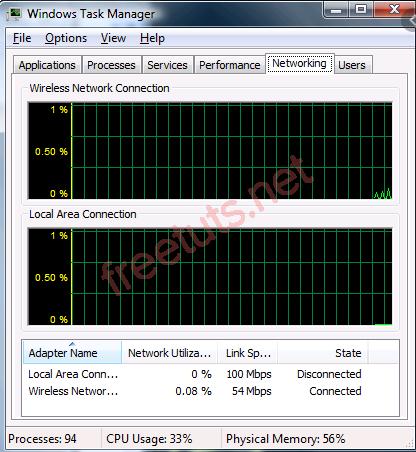 Windows Task Manager
File Options View Help
Applications Processes Services Performance Networking Users
Wireless Network Connection
1 %
0.50 %
0 %
Local Area Connection
1 %
0.50 %
0 %
freetuts.net
Adapter Name Network Utiliza... Link Sp... State
Local Area Conn... 0 % 100 Mbps Disconnected
Wireless Networ... 0.08 % 54 Mbps Connected
Processes: 94 CPU Usage: 33% Physical Memory: 56%